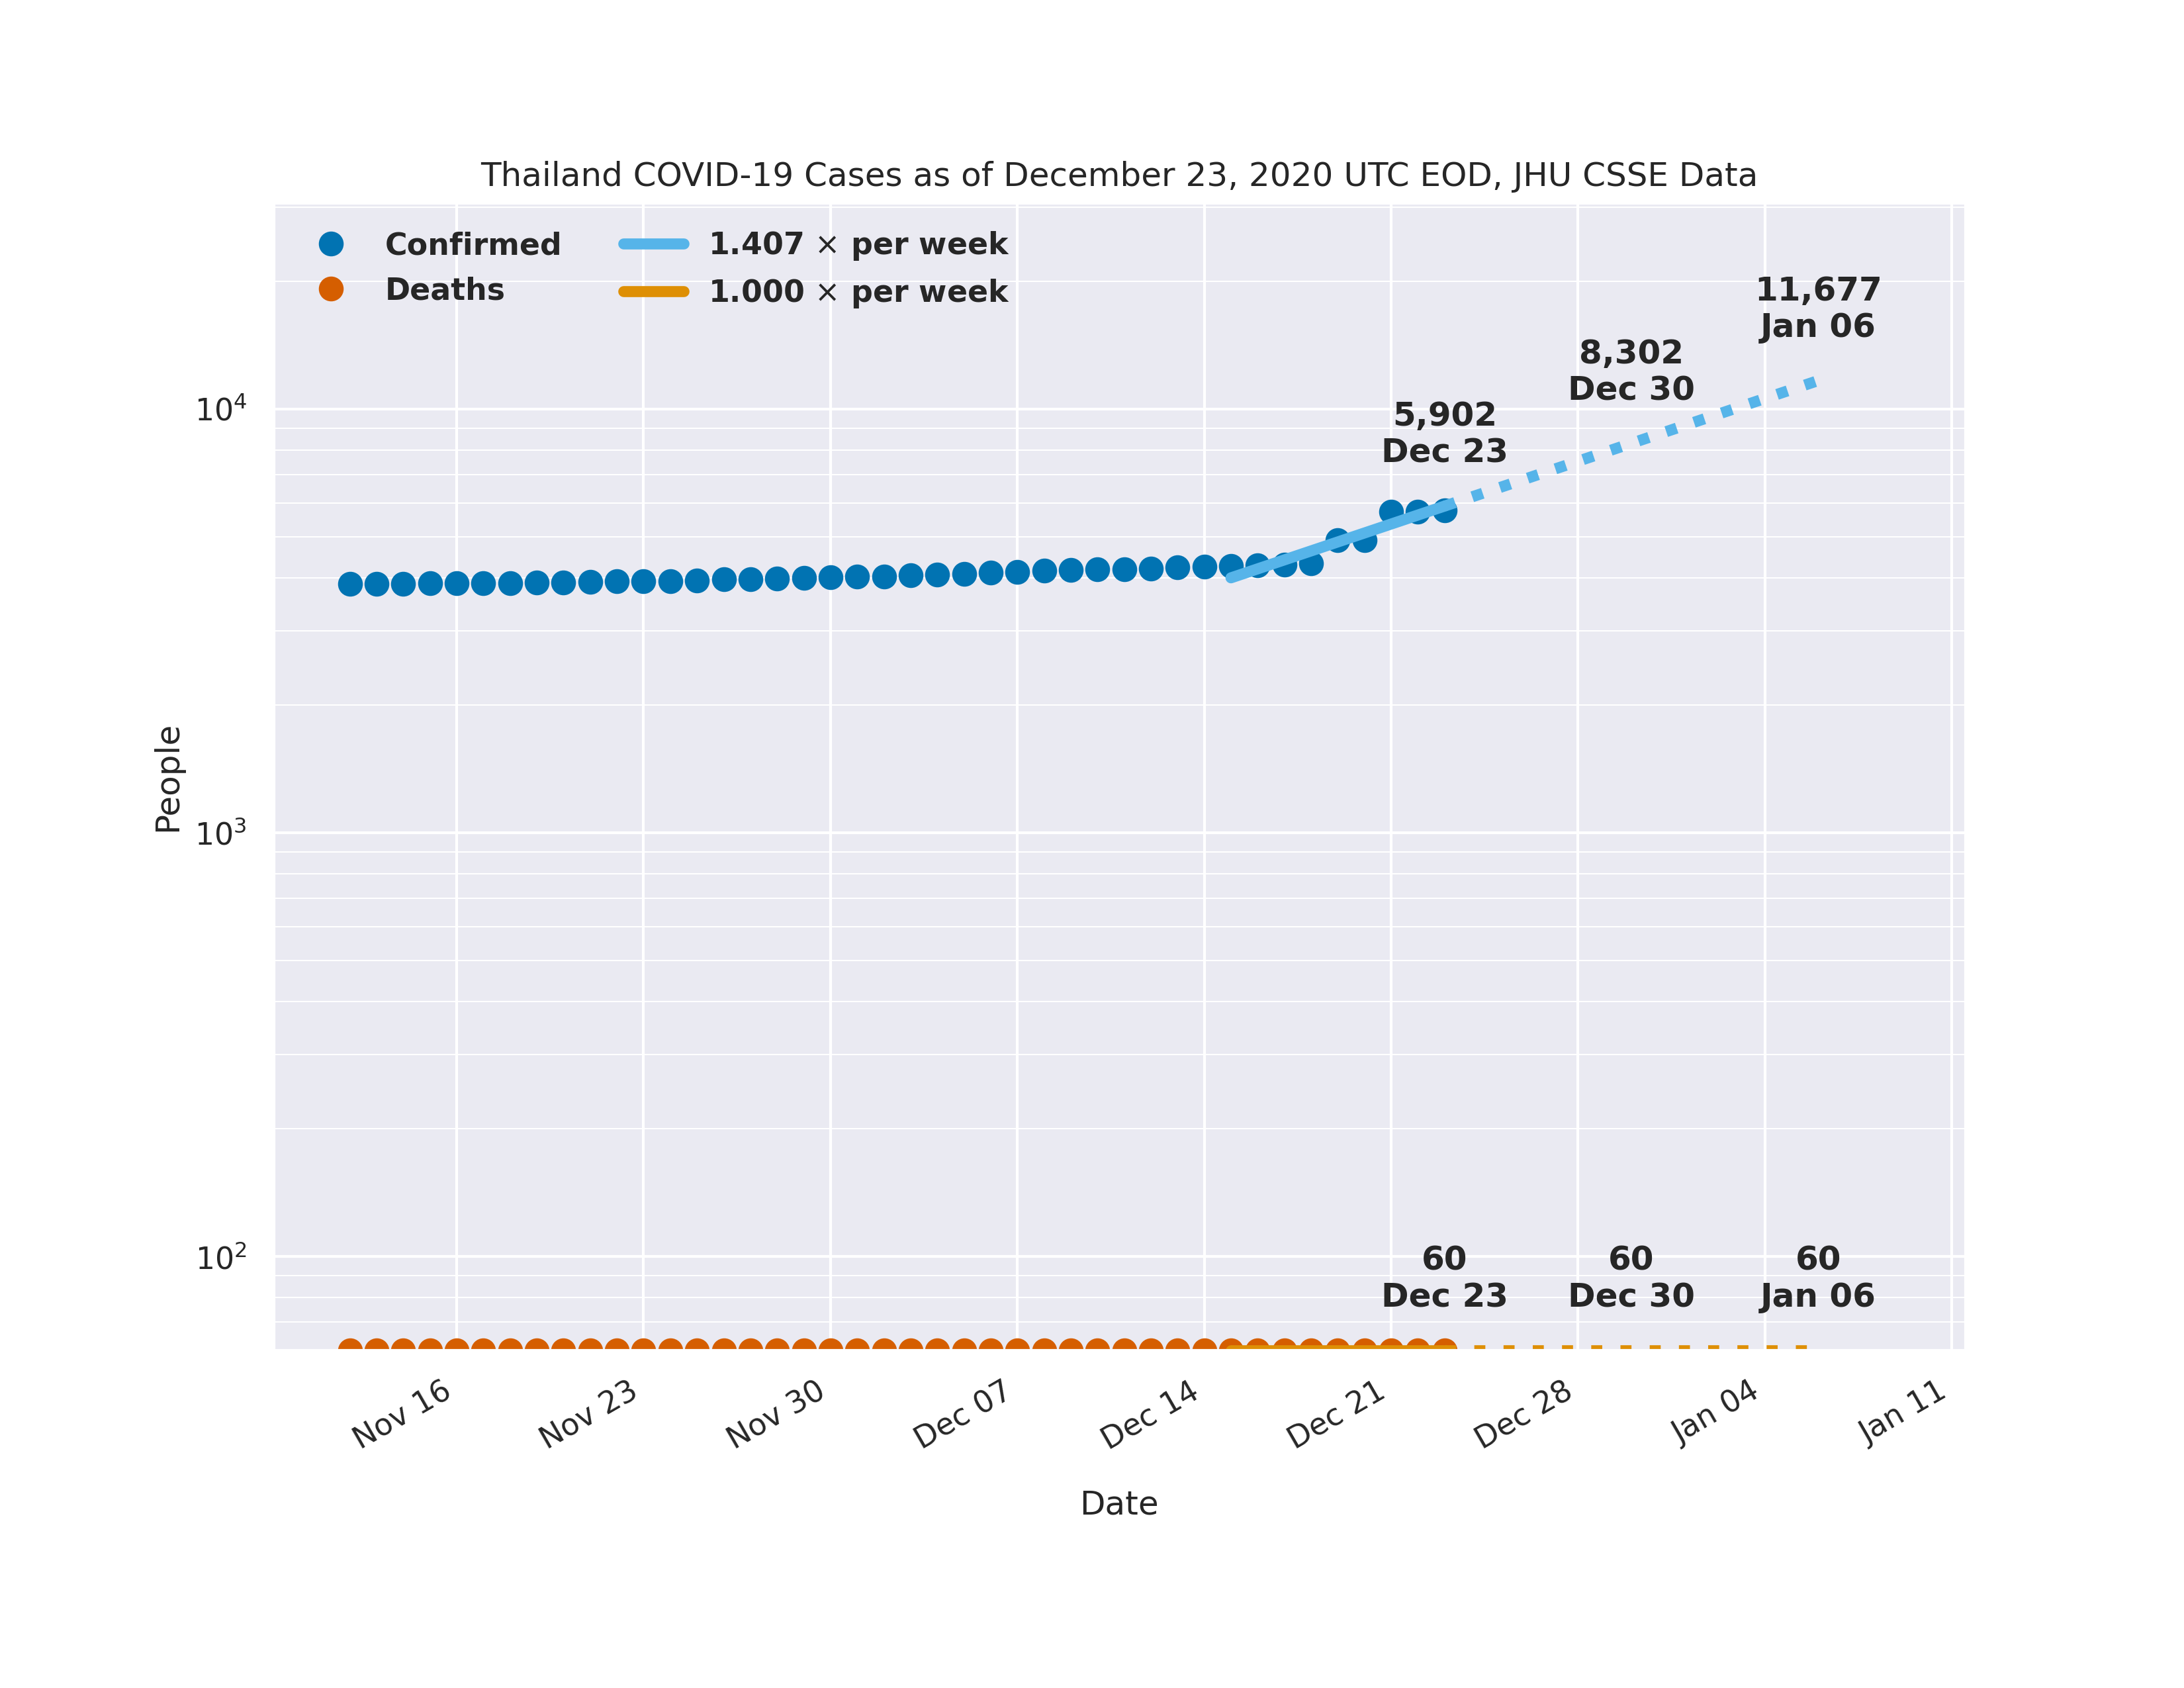 Thailand COVID-19 Cases as of December 23, 2020 UTC EOD, JHU CSSE Data
Confirmed
Deaths
1.407 × per week
1.000 × per week
11,677
Jan 06
8,302
Dec 30
5,902
Dec 23
10⁴
10³
10²
People
60
Dec 23
60
Dec 30
60
Jan 06
Nov 16
Nov 23
Nov 30
Dec 07
Dec 14
Dec 21
Dec 28
Jan 04
Jan 11
Date